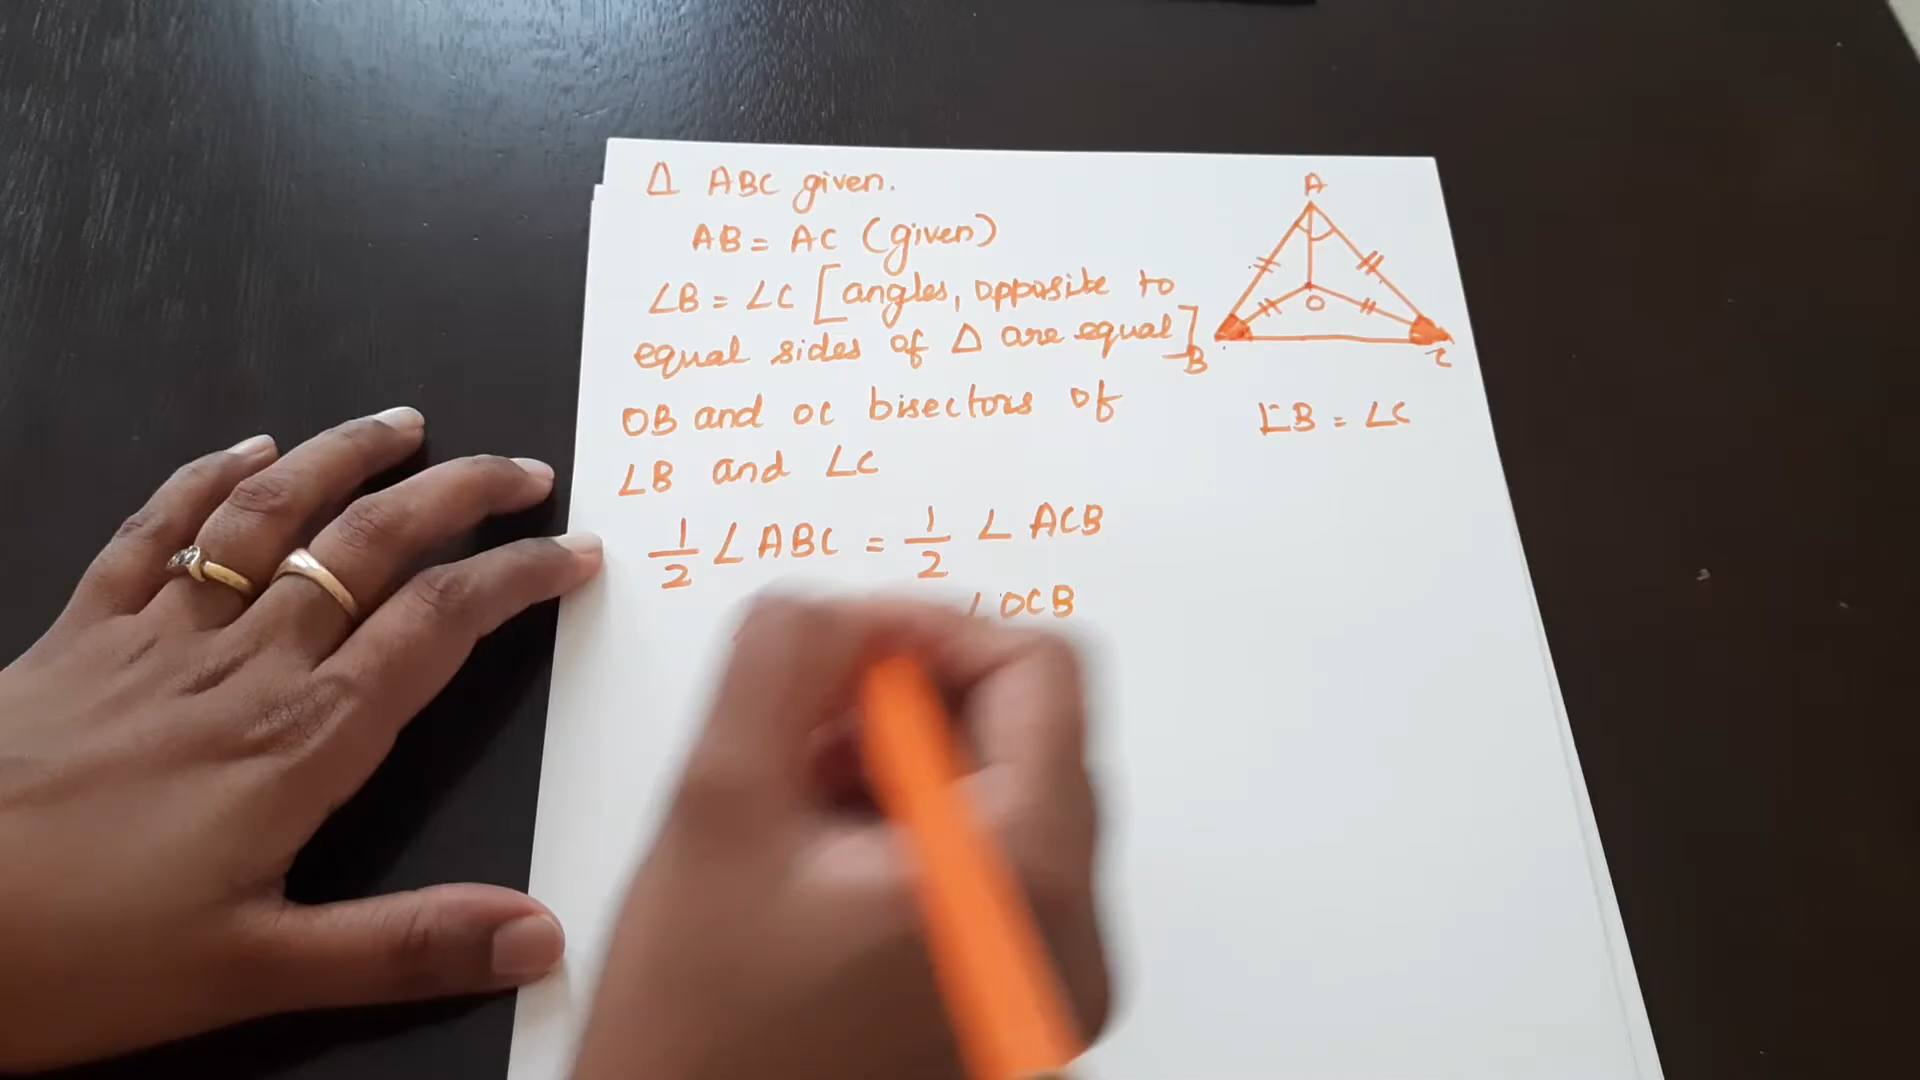 Δ ABC given.
AB = AC (given)
∠B = ∠C [angles, opposite to
equal sides of Δ are equal]
OB and OC bisectors of
∠B and ∠C
1/2 ∠ABC = 1/2 ∠ACB
∠OCB
A
O
B
C
∠B = ∠C